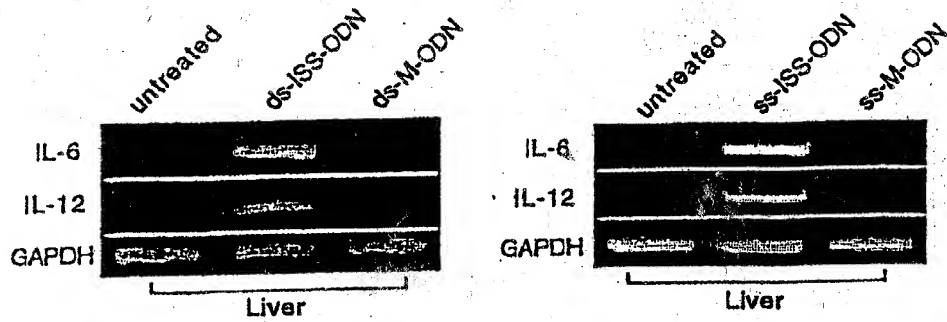 untreated ds-ISS-ODN ds-M-ODN
IL-6
IL-12
GAPDH
Liver
untreated ss-ISS-ODN ss-M-ODN
IL-6
IL-12
GAPDH
Liver